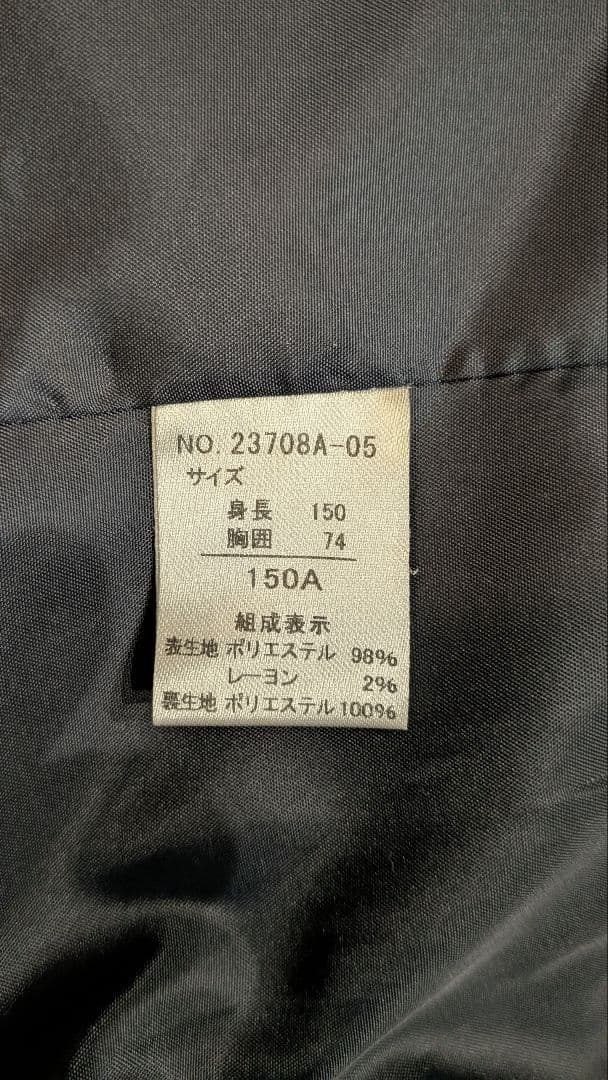 NO. 23708A-05
サイズ
身長 150
胸囲 74
150A
組成表示
表生地 ポリエステル 98%
レーヨン 2%
裏生地 ポリエステル 100%